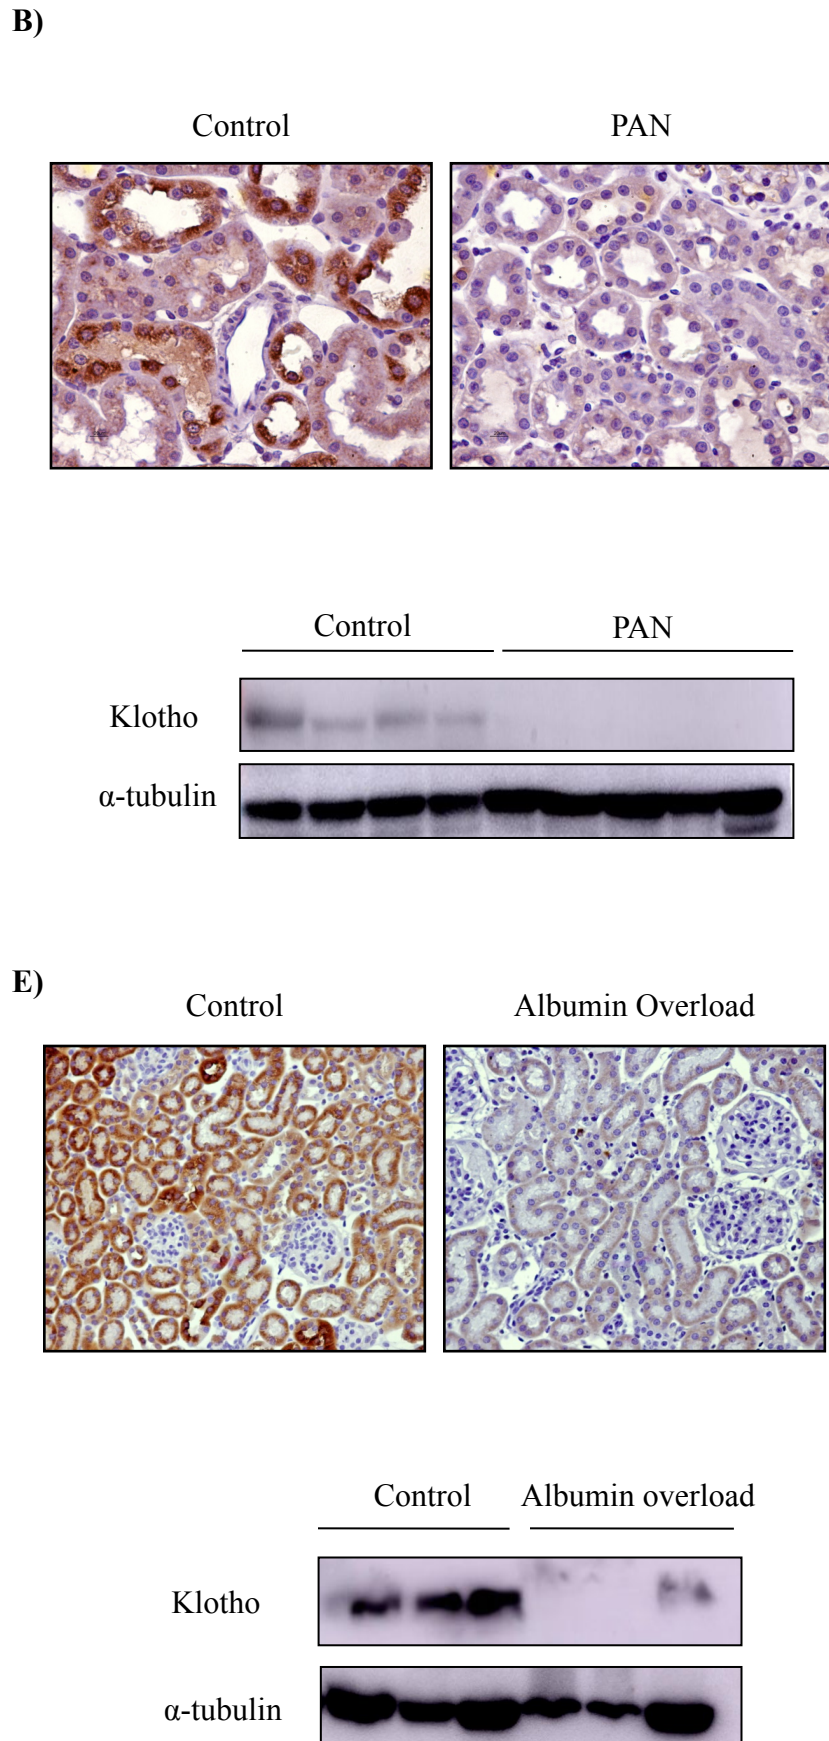 B)
Control PAN
Control PAN
Klotho
α-tubulin
E)
Control Albumin Overload
Control Albumin overload
Klotho
α-tubulin